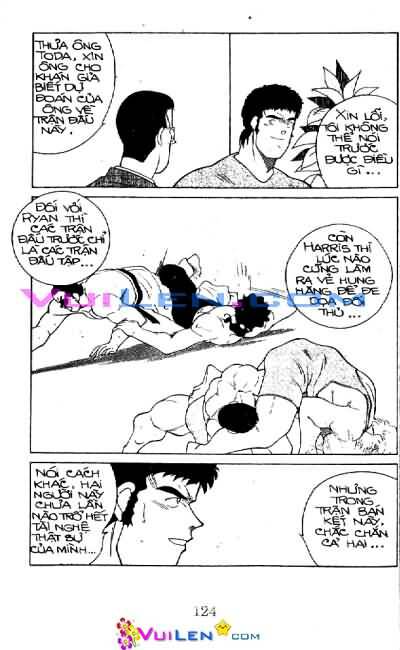 THƯA ÔNG
TODA, XIN
ÔNG CHO
KHÁN GIẢ
BIẾT DỰ
ĐOÁN CỦA
ÔNG VỀ
TRẬN ĐẤU
NÀY.
XIN LỖI,
TÔI KHÔNG
THỂ NÓI
TRƯỚC
ĐƯỢC ĐIỀU
GÌ ...
ĐỐI VỚI
RYAN THÌ
CÁC TRẬN
ĐẤU TRƯỚC CHỈ
LÀ CÁC TRẬN
ĐẤU TẬP...
CÒN
HARRIS THÌ
LÚC NÀO
CŨNG LÀM
RA VẺ HUNG
HĂNG ĐỂ ĐE
DỌA ĐỐI
THỦ ...
VUILEN.COM
NÓI CÁCH
KHÁC, HAI
NGƯỜI NÀY
CHƯA LẦN
NÀO TRỔ HẾT
TÀI NGHỆ
THẬT SỰ
CỦA MÌNH...
NHƯNG
TRONG
TRẬN BÁN
KẾT NÀY,
CHẮC CHẮN
CẢ HAI ...
124
VUILEN.COM